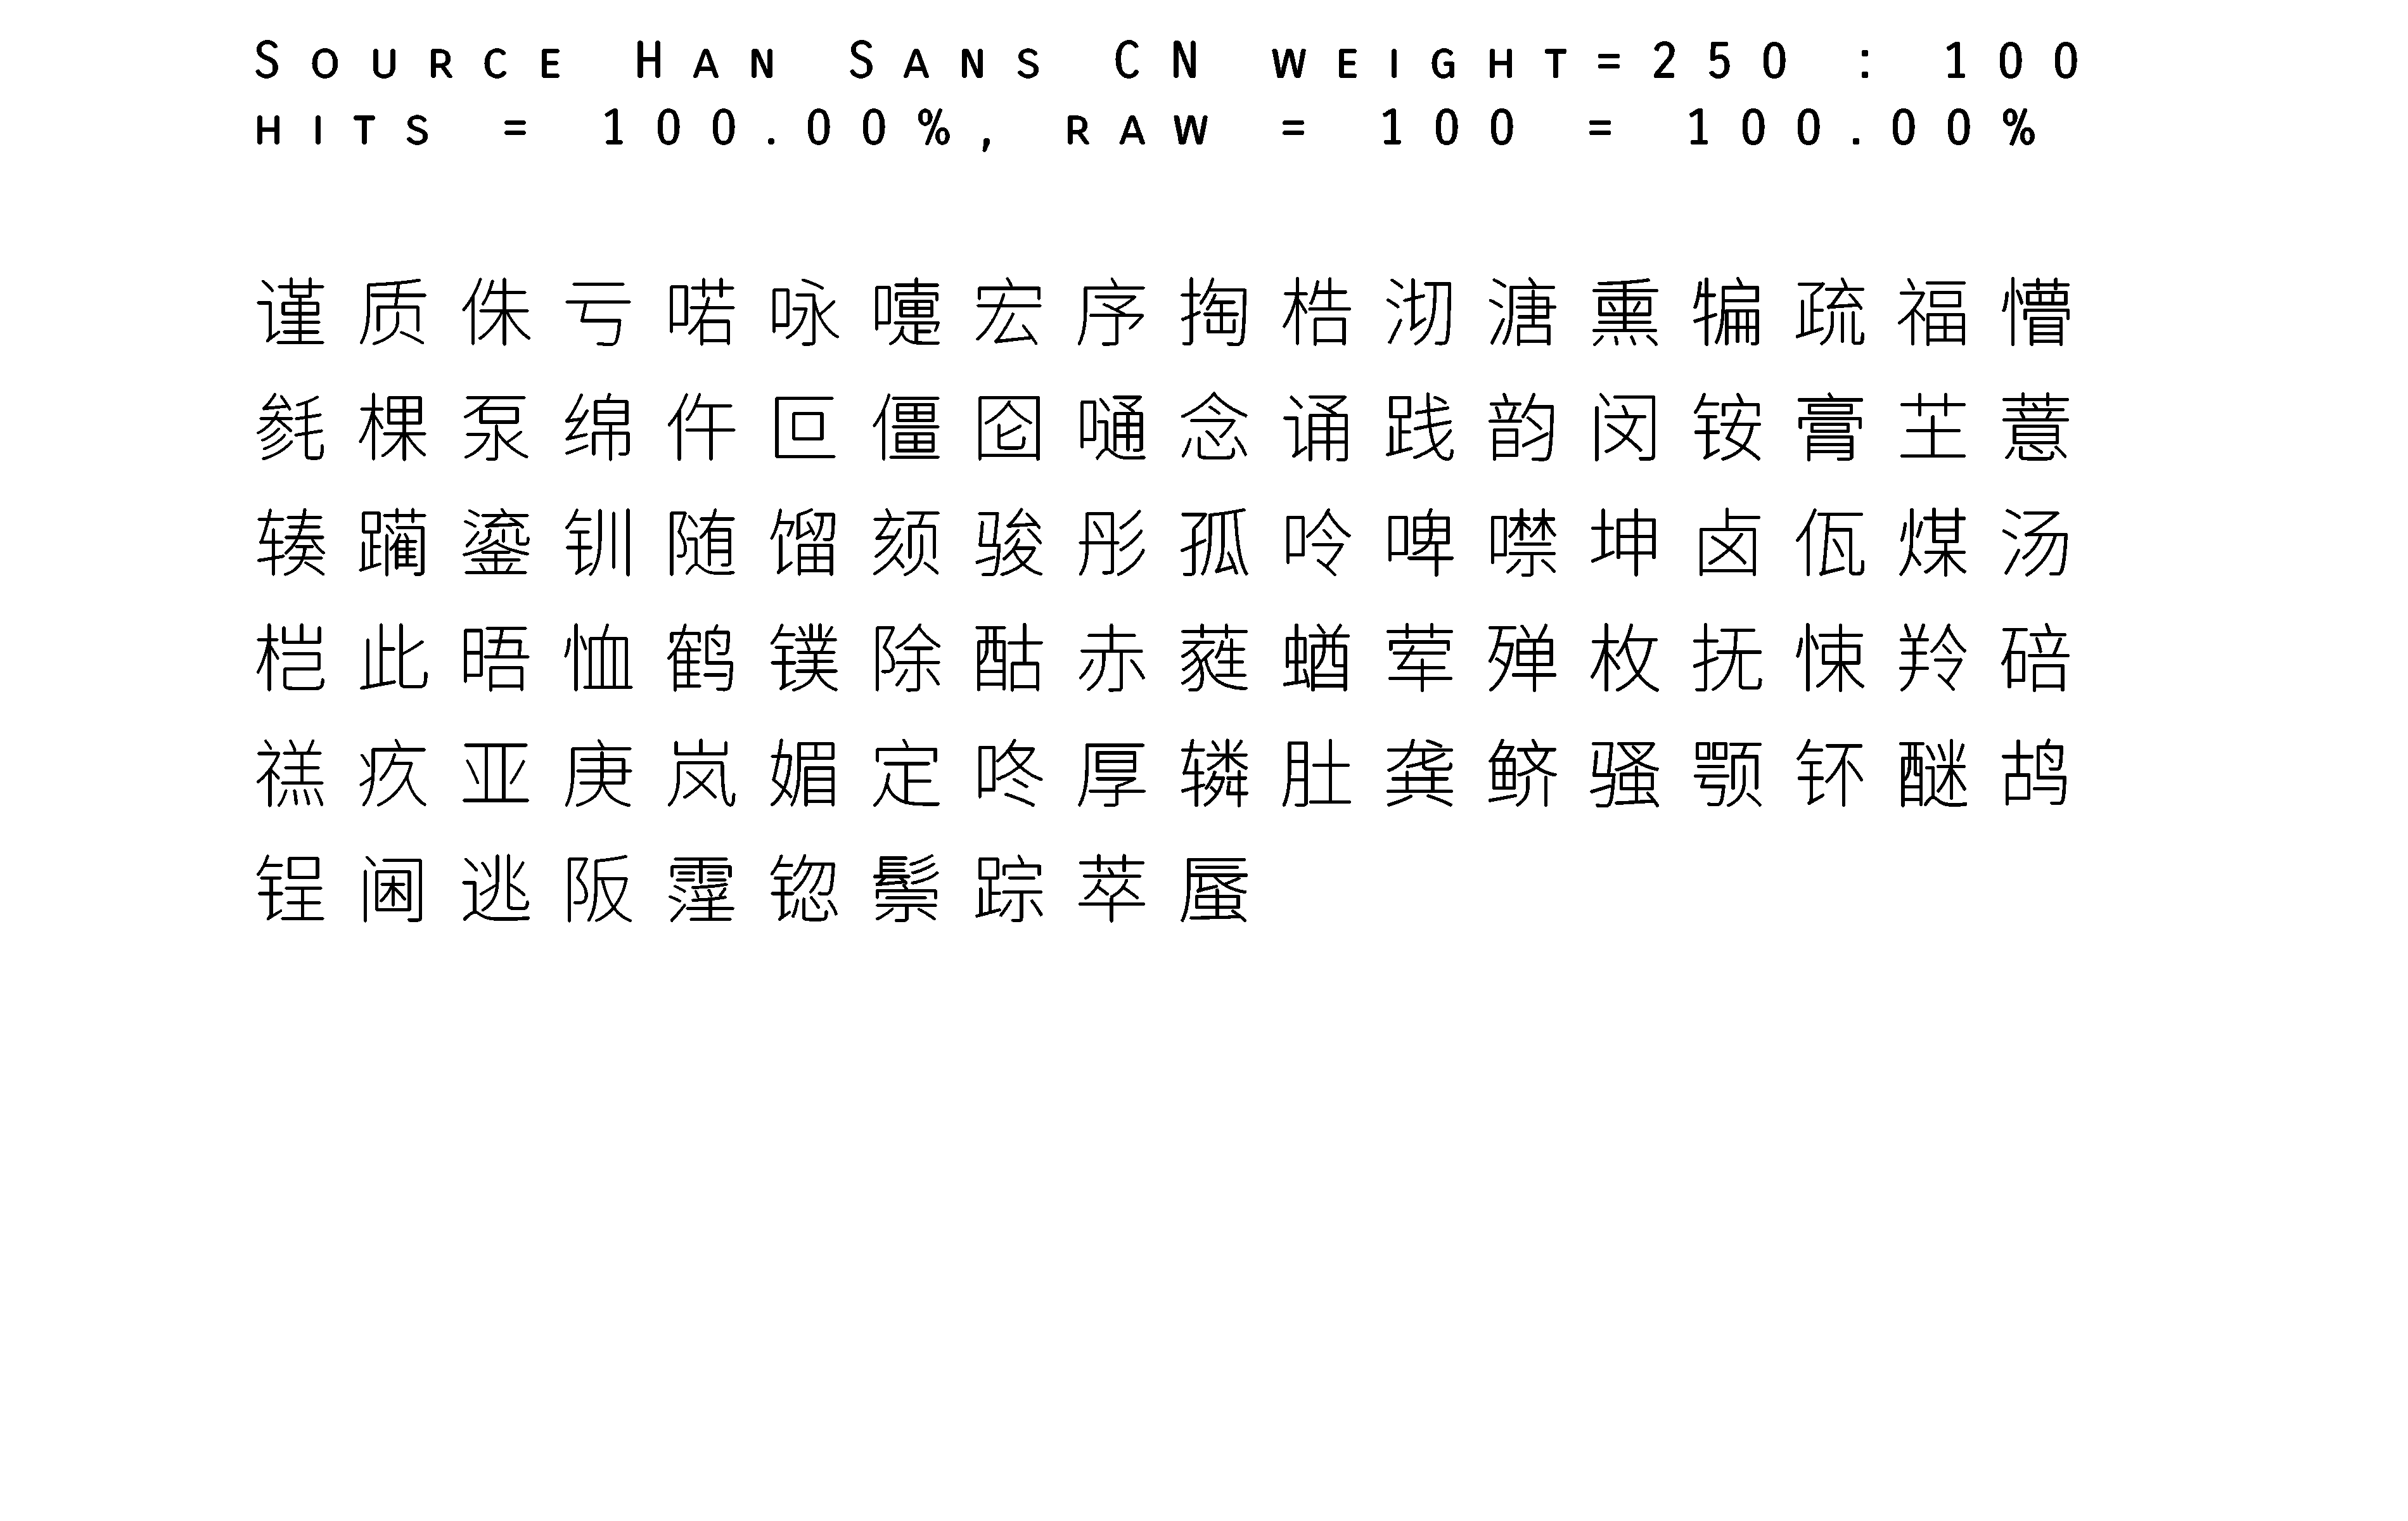 Source Han Sans CN weight=250 : 100
hits = 100.00%, raw = 100 = 100.00%
谨质侏亏喏咏嚏宏序掏梏沏溏熏犏疏福懵
毵棵泵绵仵叵僵囵嗵念诵践韵闵铵膏芏薏
辏躏鎏钏随馏颏骏彤孤呤啤噤坤卤佤煤汤
桤此晤恤鹤镤除酤赤蕤蝤荤殚枚抚悚羚碚
禚疚亚庚岚媚定咚厚辚肚龚鲚骚颚钚醚鸪
锃阃逃阪霪锪鬃踪萃蜃